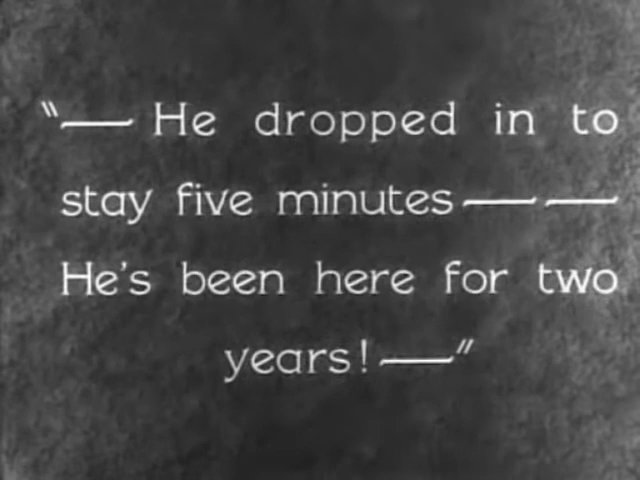 "— He dropped in to
stay five minutes — —
He's been here for two
years! —"